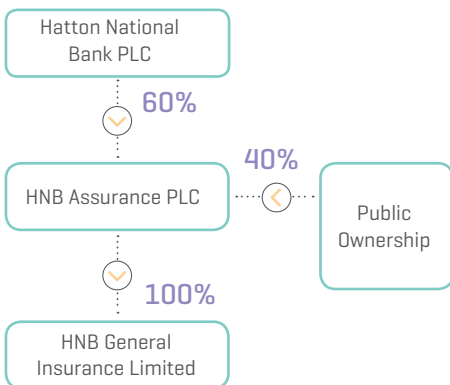 Hatton National
Bank PLC
60%
40%
HNB Assurance PLC
Public
Ownership
100%
HNB General
Insurance Limited